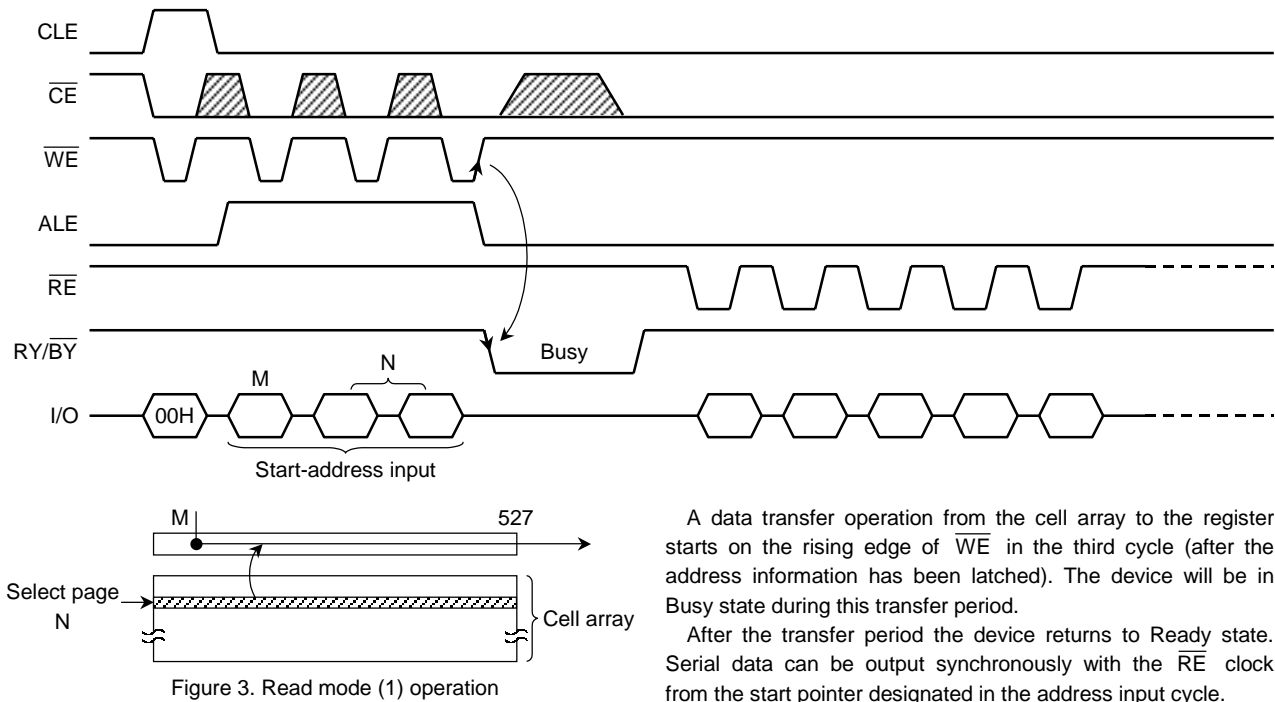 CLE
CE
WE
ALE
RE
RY/BY
Busy
M
N
I/O
00H
Start-address input
M
527
Select page
N
Cell array
Figure 3. Read mode (1) operation
A data transfer operation from the cell array to the register
starts on the rising edge of WE in the third cycle (after the
address information has been latched). The device will be in
Busy state during this transfer period.
After the transfer period the device returns to Ready state.
Serial data can be output synchronously with the RE clock
from the start pointer designated in the address input cycle.